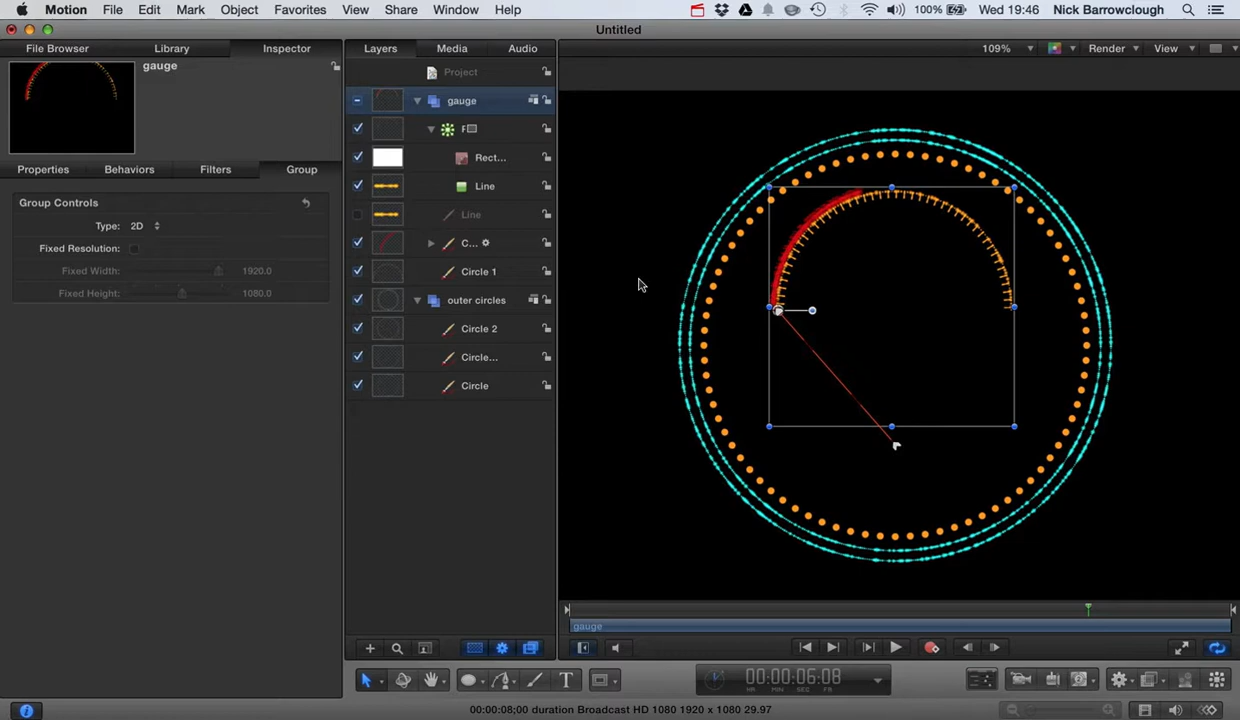 Motion File Edit Mark Object Favorites View Share Window Help 100% Wed 19:46 Nick Barrowclough
Untitled
File Browser Library Inspector Layers Media Audio 109% Render View
gauge
Project
gauge
Rect...
Line
Properties Behaviors Filters Group
Line
Group Controls
Type: 2D
C...
Fixed Resolution:
Fixed Width: 1920.0
Circle 1
Fixed Height: 1080.0
outer circles
Circle 2
Circle...
Circle
gauge
T
00:00:06:08
HR MIN SEC FR
00:00:08;00 duration Broadcast HD 1080 1920 x 1080 29.97